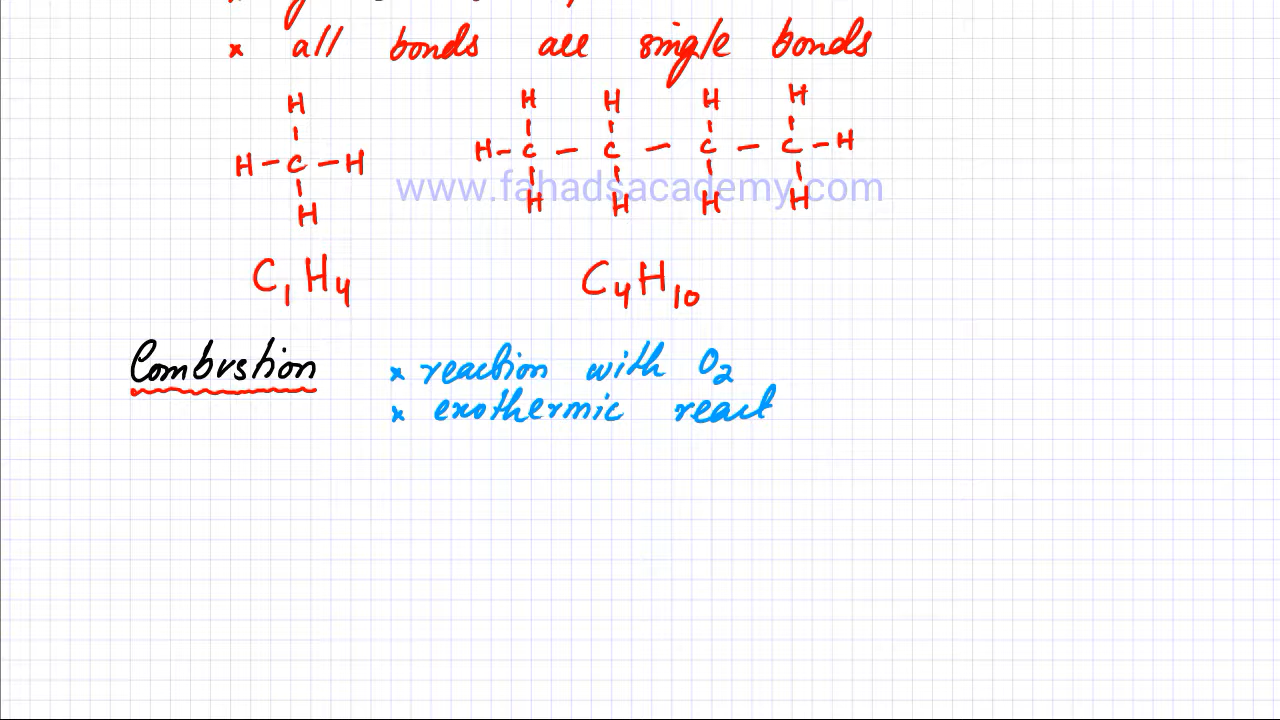 × all bonds are single bonds
H H H H H
H-C-H H-C-C-C-C-H
H H H H H
www.fahadsacademy.com
C₁H₄ C₄H₁₀
Combustion × reaction with O₂
× exothermic react